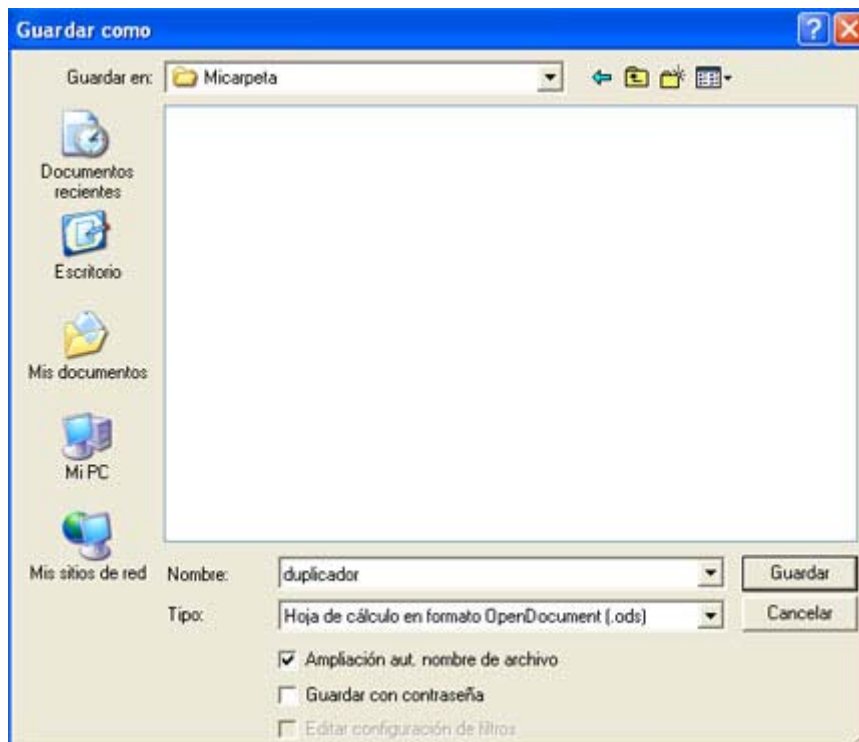 Guardar como
Guardar en: Micarpeta
Documentos
recientes
Escritorio
Mis documentos
Mi PC
Mis sitios de red
Nombre: duplicador Guardar
Tipo: Hoja de cálculo en formato OpenDocument (.ods) Cancelar
Ampliación aut. nombre de archivo
Guardar con contraseña
Editar configuración de filtros